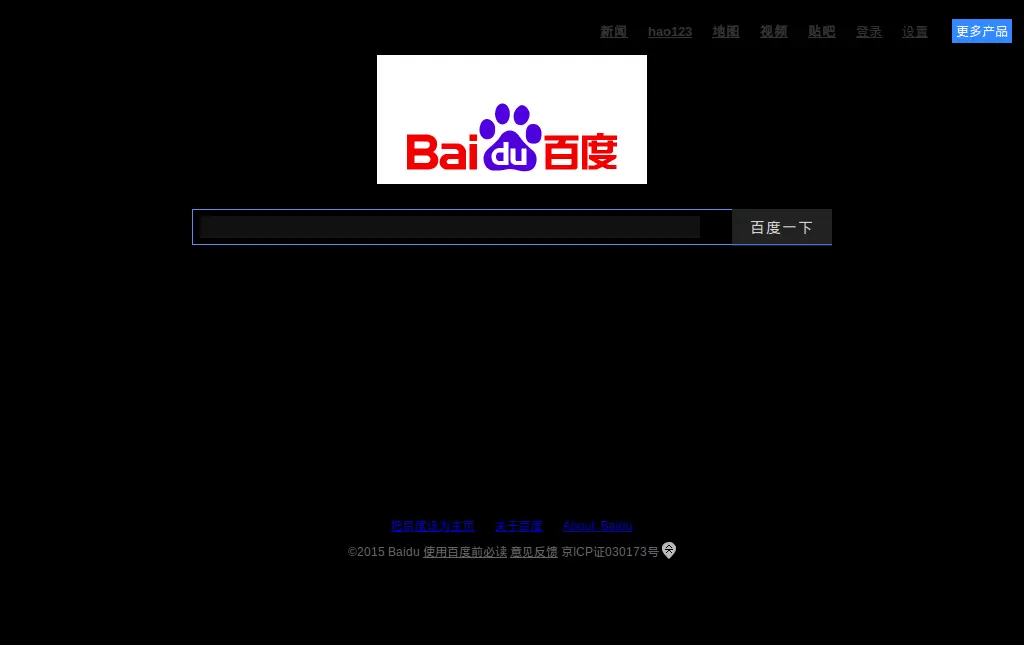 新闻 hao123 地图 视频 贴吧 登录 设置 更多产品
Bai du 百度
百度一下
把百度设为主页 关于百度 About Baidu
©2015 Baidu 使用百度前必读 意见反馈 京ICP证030173号